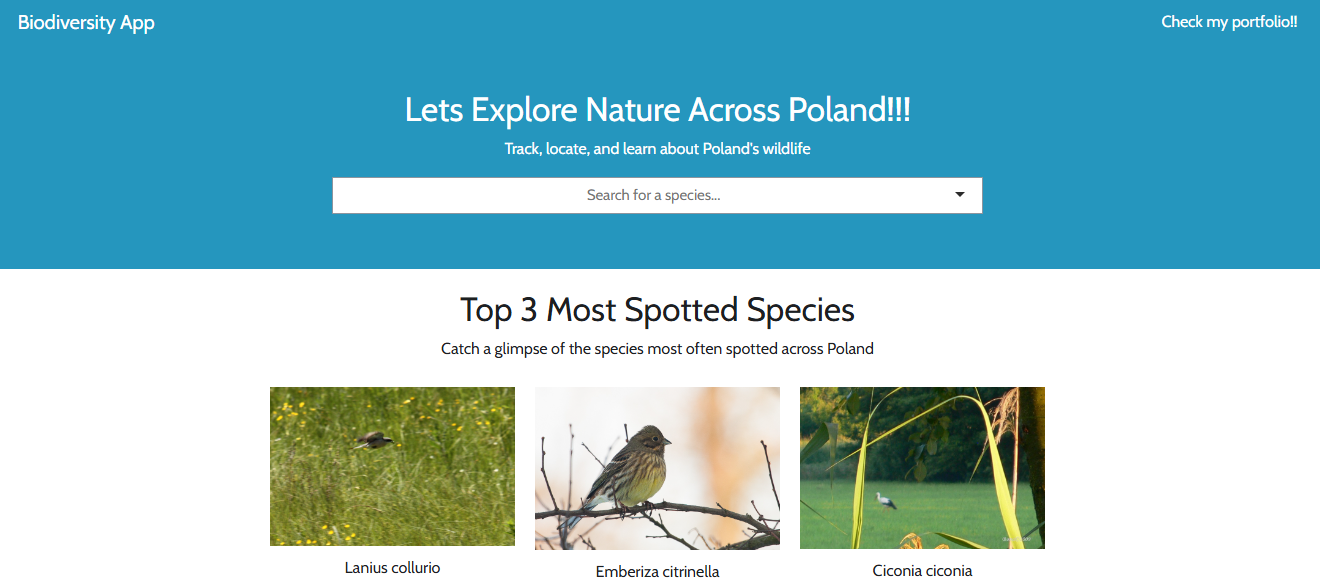 Biodiversity App
Check my portfolio!!
Lets Explore Nature Across Poland!!!
Track, locate, and learn about Poland's wildlife
Search for a species...
Top 3 Most Spotted Species
Catch a glimpse of the species most often spotted across Poland
Lanius collurio
Emberiza citrinella
Ciconia ciconia